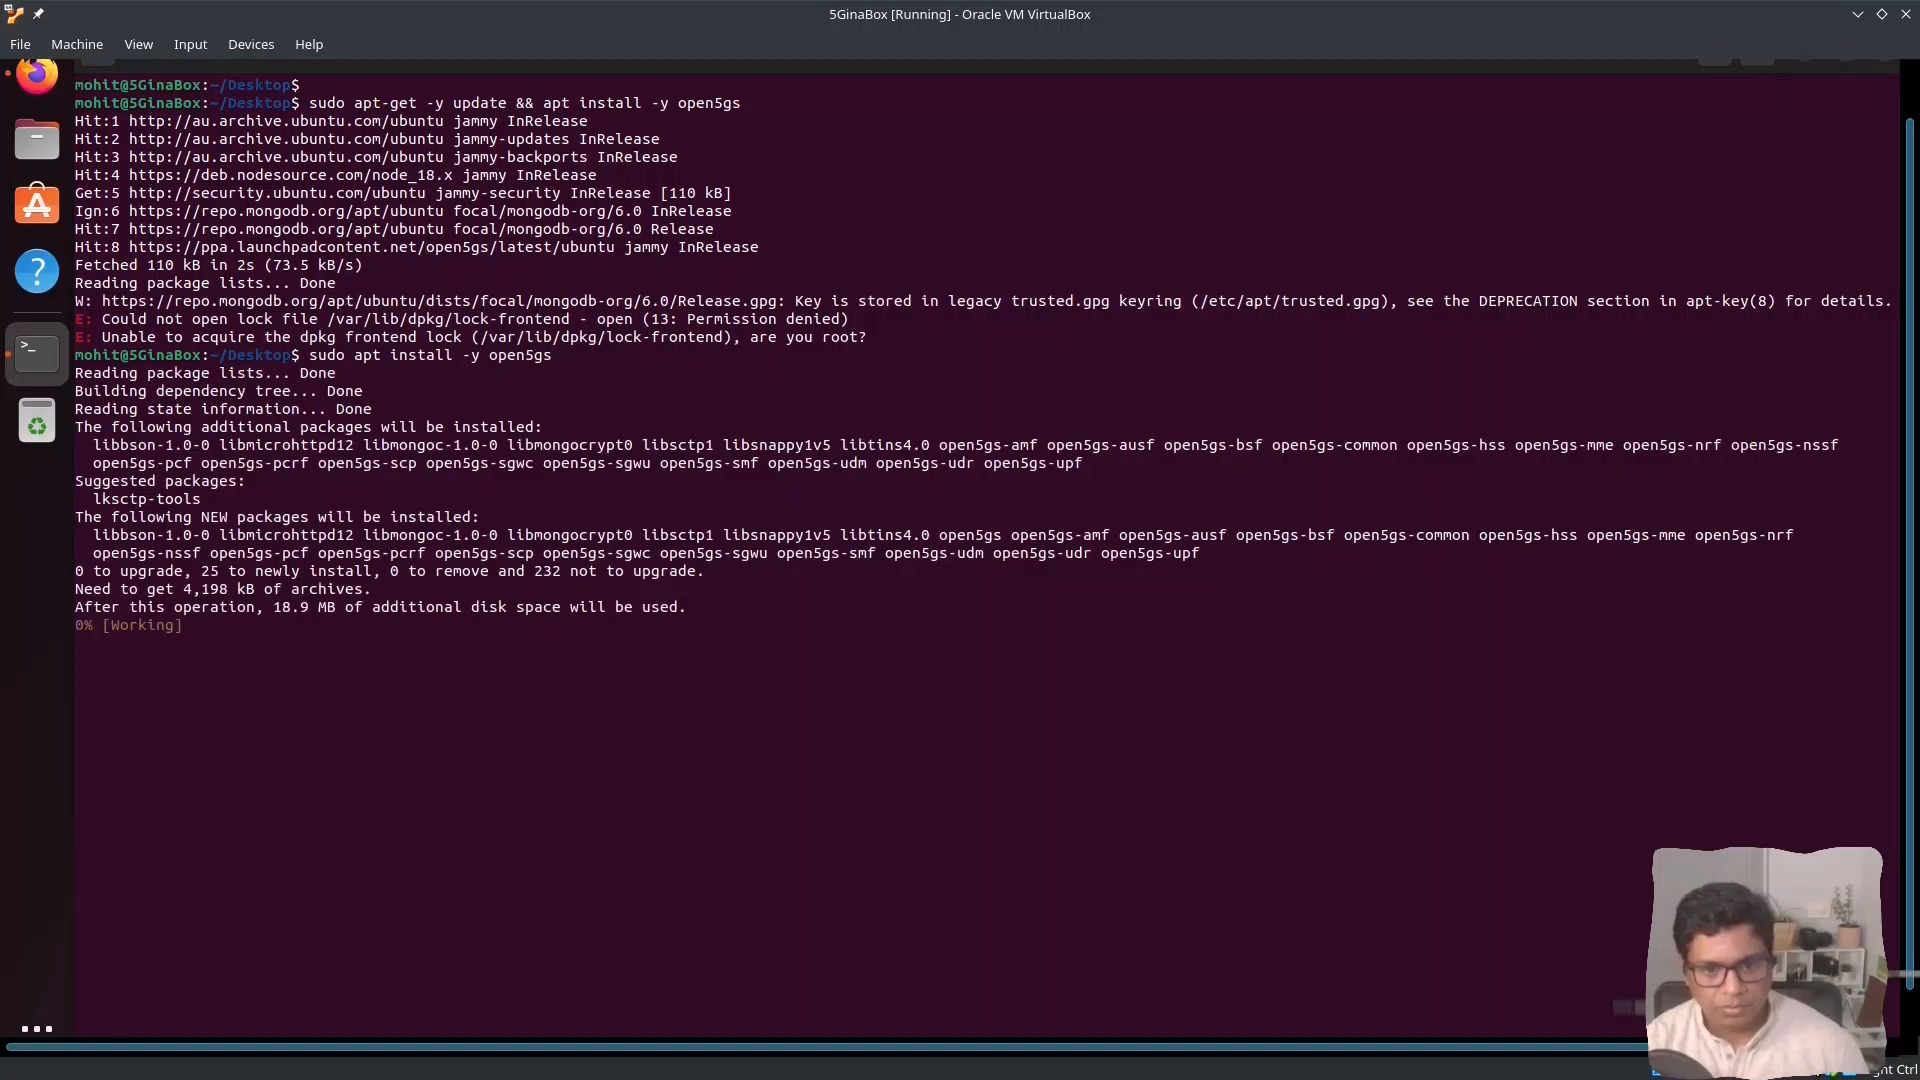 5GinaBox [Running] - Oracle VM VirtualBox
File Machine View Input Devices Help
mohit@5GinaBox:~/Desktop$
mohit@5GinaBox:~/Desktop$ sudo apt-get -y update && apt install -y open5gs
Hit:1 http://au.archive.ubuntu.com/ubuntu jammy InRelease
Hit:2 http://au.archive.ubuntu.com/ubuntu jammy-updates InRelease
Hit:3 http://au.archive.ubuntu.com/ubuntu jammy-backports InRelease
Hit:4 https://deb.nodesource.com/node_18.x jammy InRelease
Get:5 http://security.ubuntu.com/ubuntu jammy-security InRelease [110 kB]
Ign:6 https://repo.mongodb.org/apt/ubuntu focal/mongodb-org/6.0 InRelease
Hit:7 https://repo.mongodb.org/apt/ubuntu focal/mongodb-org/6.0 Release
Hit:8 https://ppa.launchpadcontent.net/open5gs/latest/ubuntu jammy InRelease
Fetched 110 kB in 2s (73.5 kB/s)
Reading package lists... Done
W: https://repo.mongodb.org/apt/ubuntu/dists/focal/mongodb-org/6.0/Release.gpg: Key is stored in legacy trusted.gpg keyring (/etc/apt/trusted.gpg), see the DEPRECATION section in apt-key(8) for details.
E: Could not open lock file /var/lib/dpkg/lock-frontend - open (13: Permission denied)
E: Unable to acquire the dpkg frontend lock (/var/lib/dpkg/lock-frontend), are you root?
mohit@5GinaBox:~/Desktop$ sudo apt install -y open5gs
Reading package lists... Done
Building dependency tree... Done
Reading state information... Done
The following additional packages will be installed:
libbson-1.0-0 libmicrohttpd12 libmongoc-1.0-0 libmongocrypt0 libsctp1 libsnappy1v5 libtins4.0 open5gs-amf open5gs-ausf open5gs-bsf open5gs-common open5gs-hss open5gs-mme open5gs-nrf open5gs-nssf
open5gs-pcf open5gs-pcrf open5gs-scp open5gs-sgwc open5gs-sgwu open5gs-smf open5gs-udm open5gs-udr open5gs-upf
Suggested packages:
lksctp-tools
The following NEW packages will be installed:
libbson-1.0-0 libmicrohttpd12 libmongoc-1.0-0 libmongocrypt0 libsctp1 libsnappy1v5 libtins4.0 open5gs open5gs-amf open5gs-ausf open5gs-bsf open5gs-common open5gs-hss open5gs-mme open5gs-nrf
open5gs-nssf open5gs-pcf open5gs-pcrf open5gs-scp open5gs-sgwc open5gs-sgwu open5gs-smf open5gs-udm open5gs-udr open5gs-upf
0 to upgrade, 25 to newly install, 0 to remove and 232 not to upgrade.
Need to get 4,198 kB of archives.
After this operation, 18.9 MB of additional disk space will be used.
0% [Working]
Ctrl